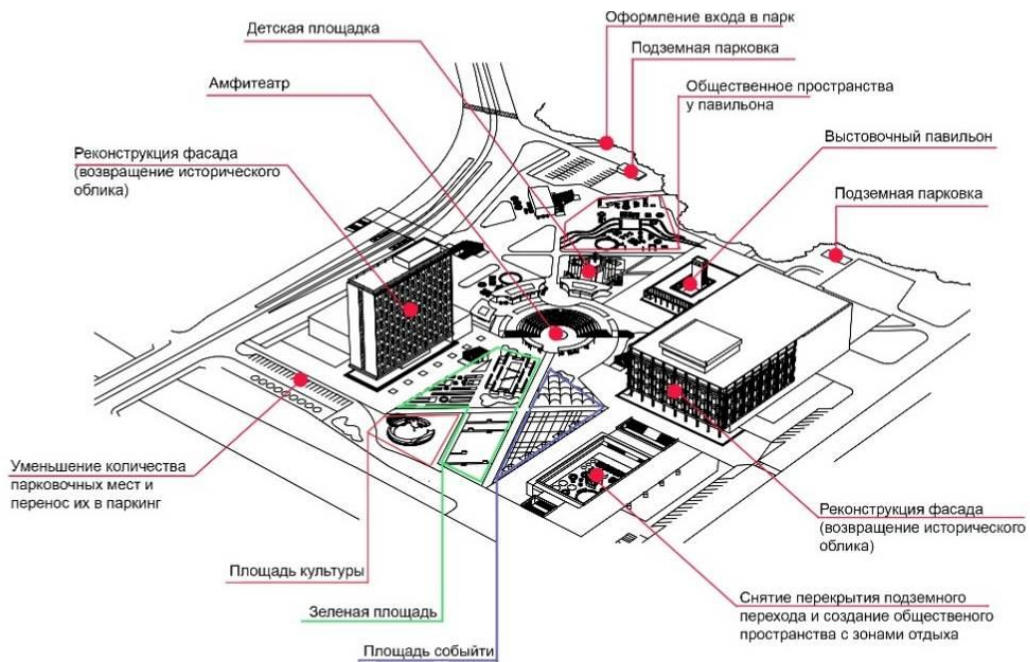 Оформление входа в парк
Детская площадка
Подземная парковка
Амфитеатр
Общественное пространства
у павильона
Реконструкция фасада
(возвращение исторического
облика)
Выстовочный павильон
Подземная парковка
Уменьшение количества
парковочных мест и
перенос их в паркинг
Реконструкция фасада
(возвращение исторического
облика)
Площадь культуры
Зеленая площадь
Снятие перекрытия подземного
перехода и создание общественого
пространства с зонами отдыха
Площадь событйи